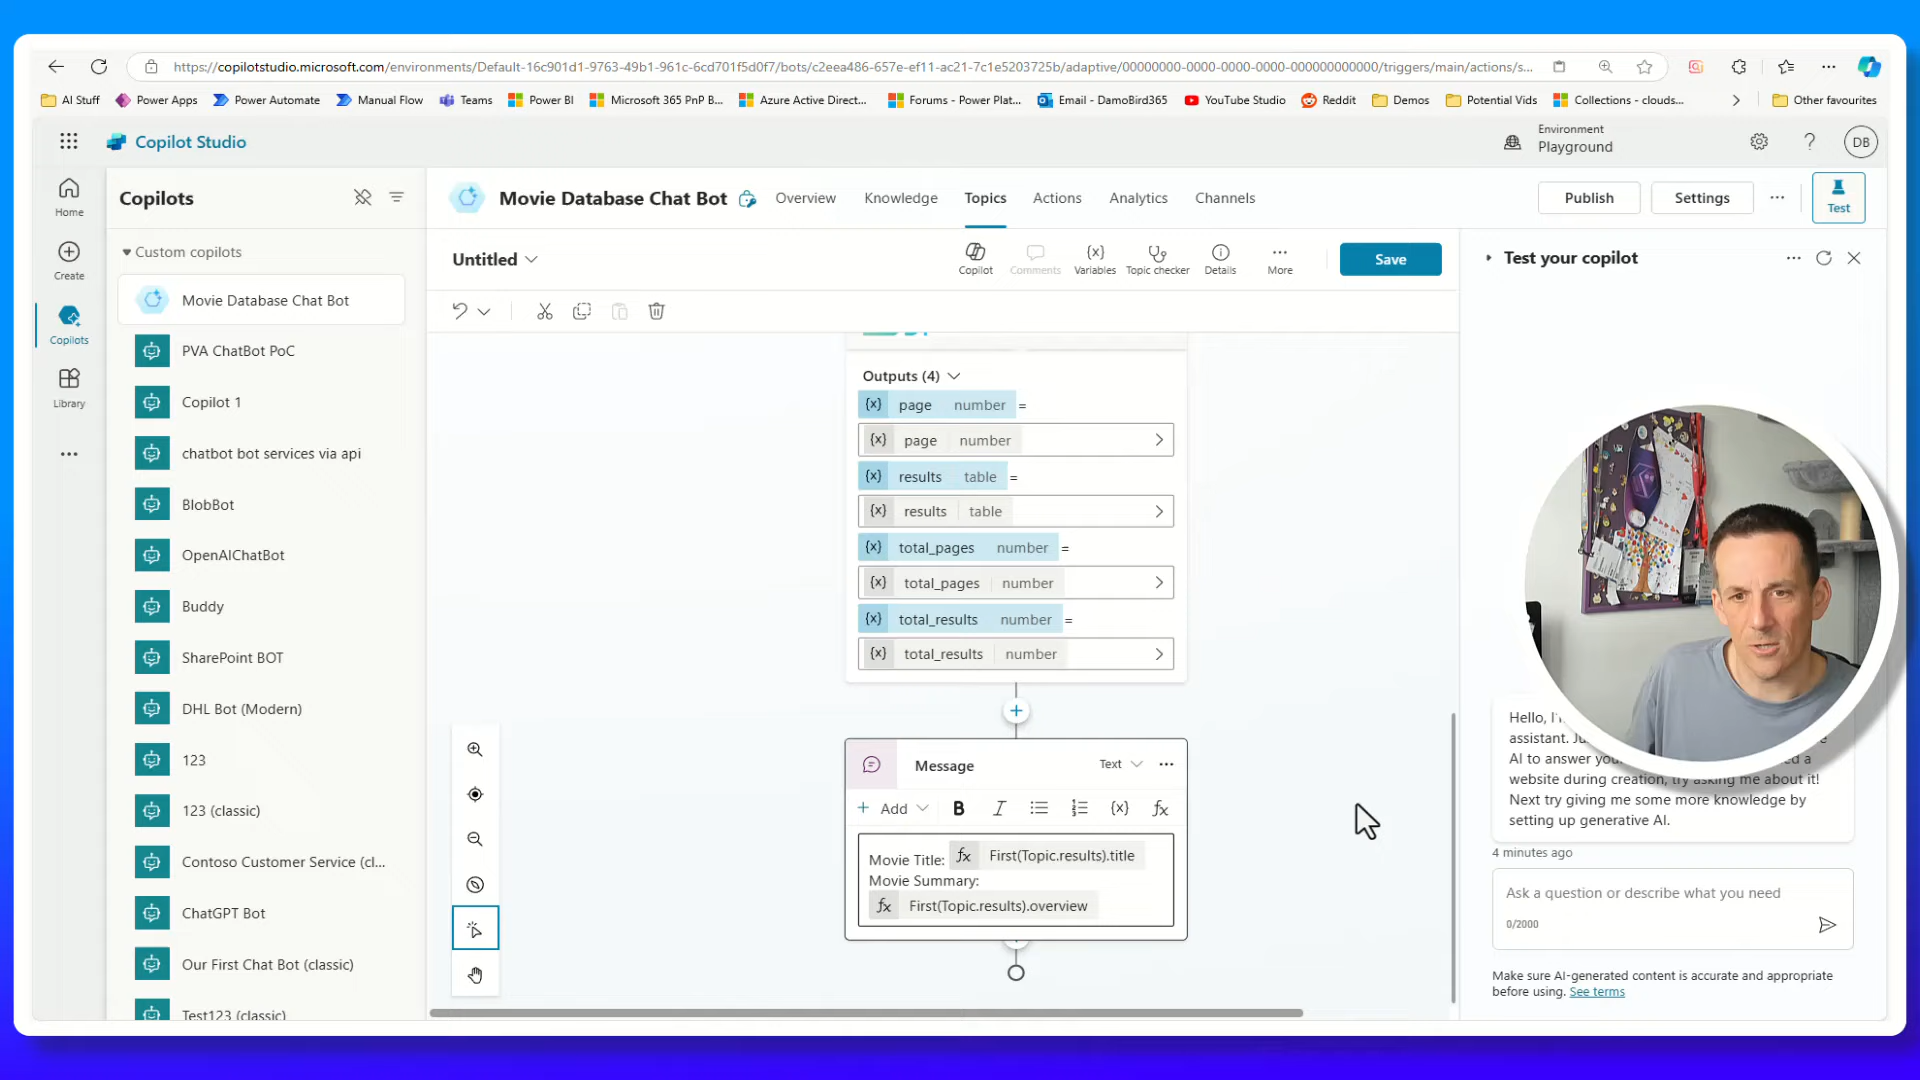 https://copilotstudio.microsoft.com/environments/Default-16c901d1-9763-49b1-961c-6cd701f5d0f7/bots/c2eea486-657e-ef11-ac21-7c1e5203725b/adaptive/00000000-0000-0000-0000-000000000000/triggers/main/actions/s...
AI Stuff Power Apps Power Automate Manual Flow Teams Power BI Microsoft 365 PnP B... Azure Active Direct... Forums - Power Plat... Email - DamoBird365 YouTube Studio Reddit Demos Potential Vids Collections - clouds... Other favourites
Copilot Studio
Environment
Playground
DB
Home
Create
Copilots
Library
Copilots
Custom copilots
Movie Database Chat Bot
PVA ChatBot PoC
Copilot 1
chatbot bot services via api
BlobBot
OpenAIChatBot
Buddy
SharePoint BOT
DHL Bot (Modern)
123
123 (classic)
Contoso Customer Service (cl...
ChatGPT Bot
Our First Chat Bot (classic)
Test123 (classic)
Movie Database Chat Bot Overview Knowledge Topics Actions Analytics Channels Publish Settings ... Test
Untitled
Copilot Comments Variables Topic checker Details More Save
Outputs (4)
{x} page number =
{x} page number
{x} results table =
{x} results table
{x} total_pages number =
{x} total_pages number
{x} total_results number =
{x} total_results number
Message Text ...
+ Add B I {x} fx
Movie Title: fx First(Topic.results).title
Movie Summary:
fx First(Topic.results).overview
Test your copilot
Hello, I'
assistant. Ju
AI to answer you
website during creation, try asking me about it!
Next try giving me some more knowledge by
setting up generative AI.
4 minutes ago
Ask a question or describe what you need
0/2000
Make sure AI-generated content is accurate and appropriate
before using. See terms